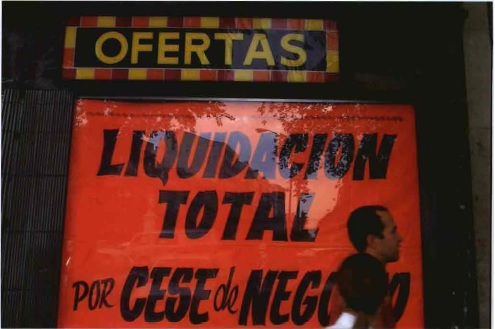 OFERTAS
LIQUIDACION
TOTAL
POR CESE de